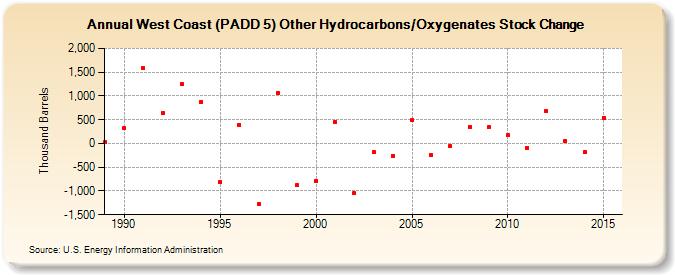 Annual West Coast (PADD 5) Other Hydrocarbons/Oxygenates Stock Change
Thousand Barrels
2,000
1,500
1,000
500
0
-500
-1,000
-1,500
1990 1995 2000 2005 2010 2015
Source: U.S. Energy Information Administration